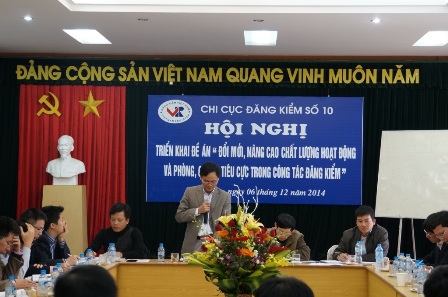 ĐẢNG CỘNG SẢN VIỆT NAM QUANG VINH MUÔN NĂM
VR
CHI CỤC ĐĂNG KIỂM SỐ 10
HỘI NGHỊ
TRIỂN KHAI ĐỀ ÁN " ĐỔI MỚI, NÂNG CAO CHẤT LƯỢNG HOẠT ĐỘNG
VÀ PHÒNG, TIÊU CỰC TRONG CÔNG TÁC ĐĂNG KIỂM "
ngày 06 tháng 12 năm 2014